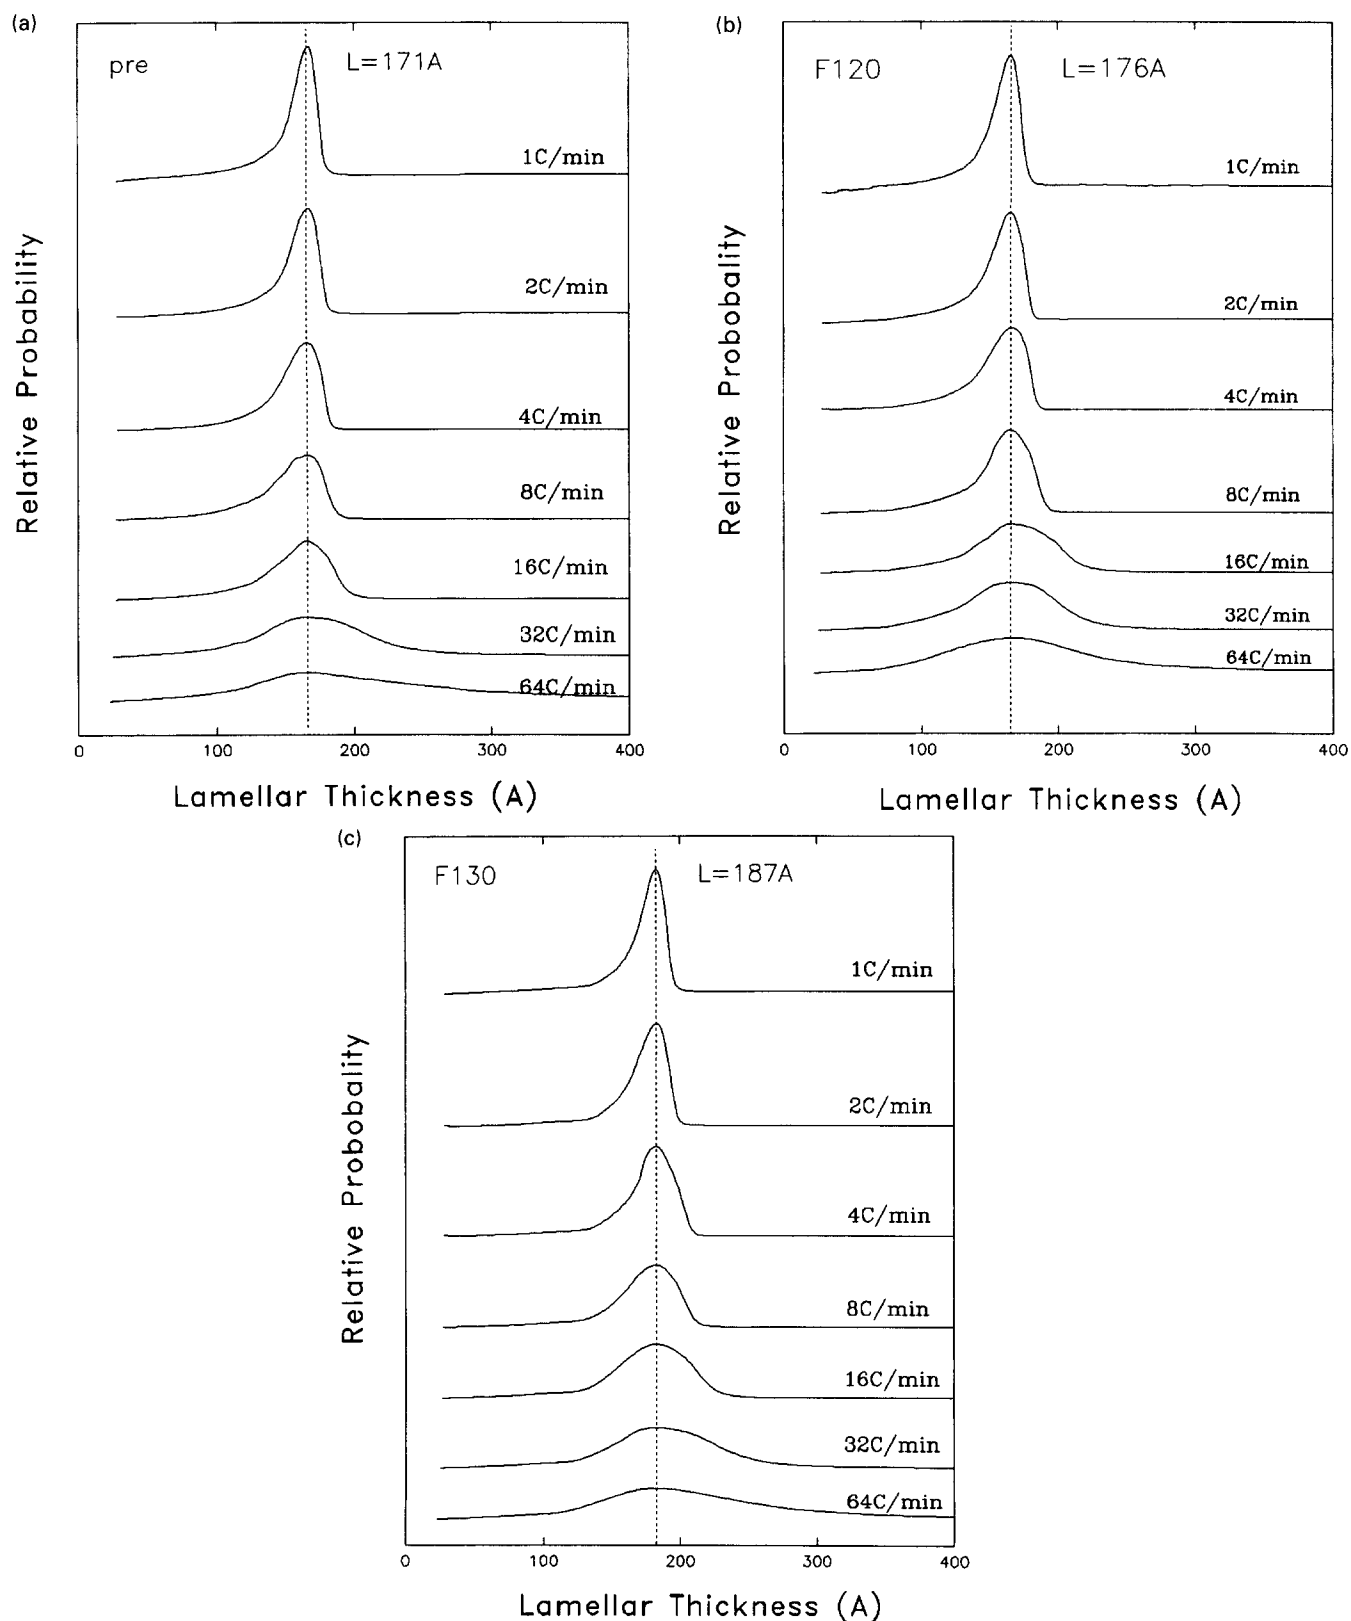 (a)
pre
L=171A
1C/min
2C/min
4C/min
8C/min
16C/min
32C/min
64C/min
Relative Probability
0 100 200 300 400
Lamellar Thickness (A)
(b)
F120
L=176A
1C/min
2C/min
4C/min
8C/min
16C/min
32C/min
64C/min
Relative Probobality
0 100 200 300 400
Lamellar Thickness (A)
(c)
F130
L=187A
1C/min
2C/min
4C/min
8C/min
16C/min
32C/min
64C/min
Relative Probobality
0 100 200 300 400
Lamellar Thickness (A)